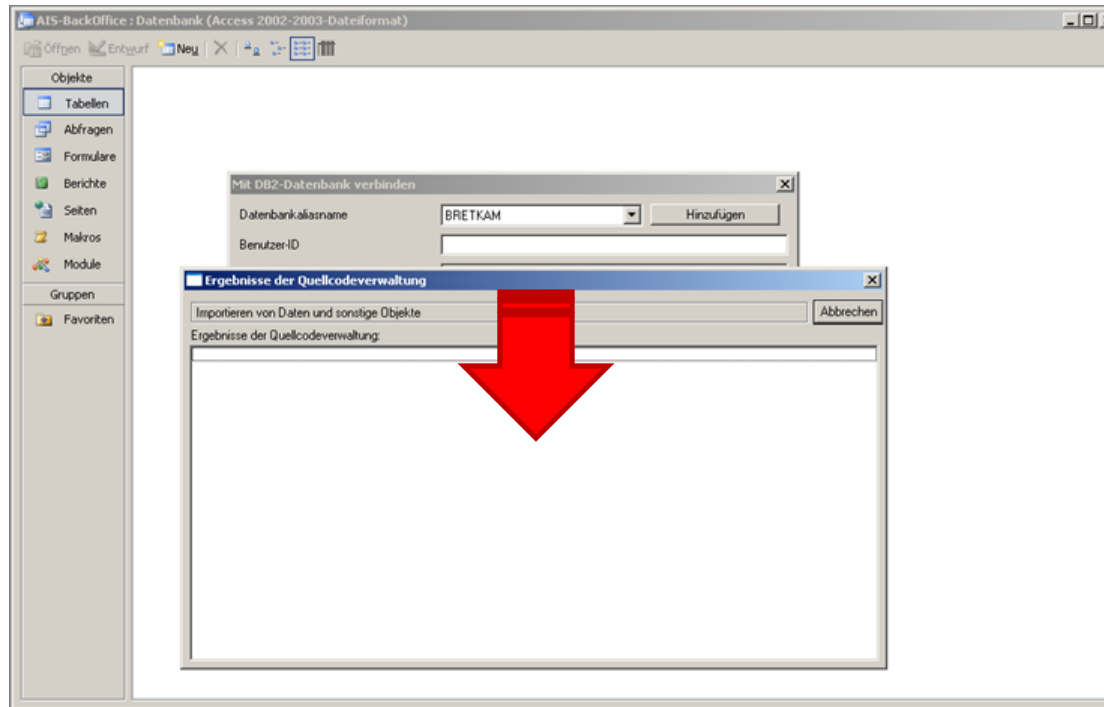 AIS-BackOffice : Datenbank (Access 2002-2003-Dateiformat)
Öffnen Entwurf Neu
Objekte
Tabellen
Abfragen
Formulare
Berichte
Seiten
Makros
Module
Gruppen
Favoriten
Mit DB2-Datenbank verbinden
Datenbankaliasname BRETKAM Hinzufügen
Benutzer-ID
Ergebnisse der Quellcodeverwaltung
Importieren von Daten und sonstige Objekte Abbrechen
Ergebnisse der Quellcodeverwaltung: